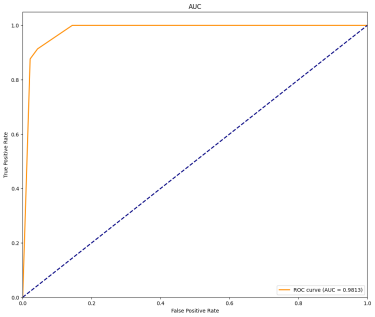 AUC
1.0
0.8
0.6
0.4
0.2
0.0
True Positive Rate
ROC curve (AUC = 0.9813)
0.0 0.2 0.4 0.6 0.8 1.0
False Positive Rate